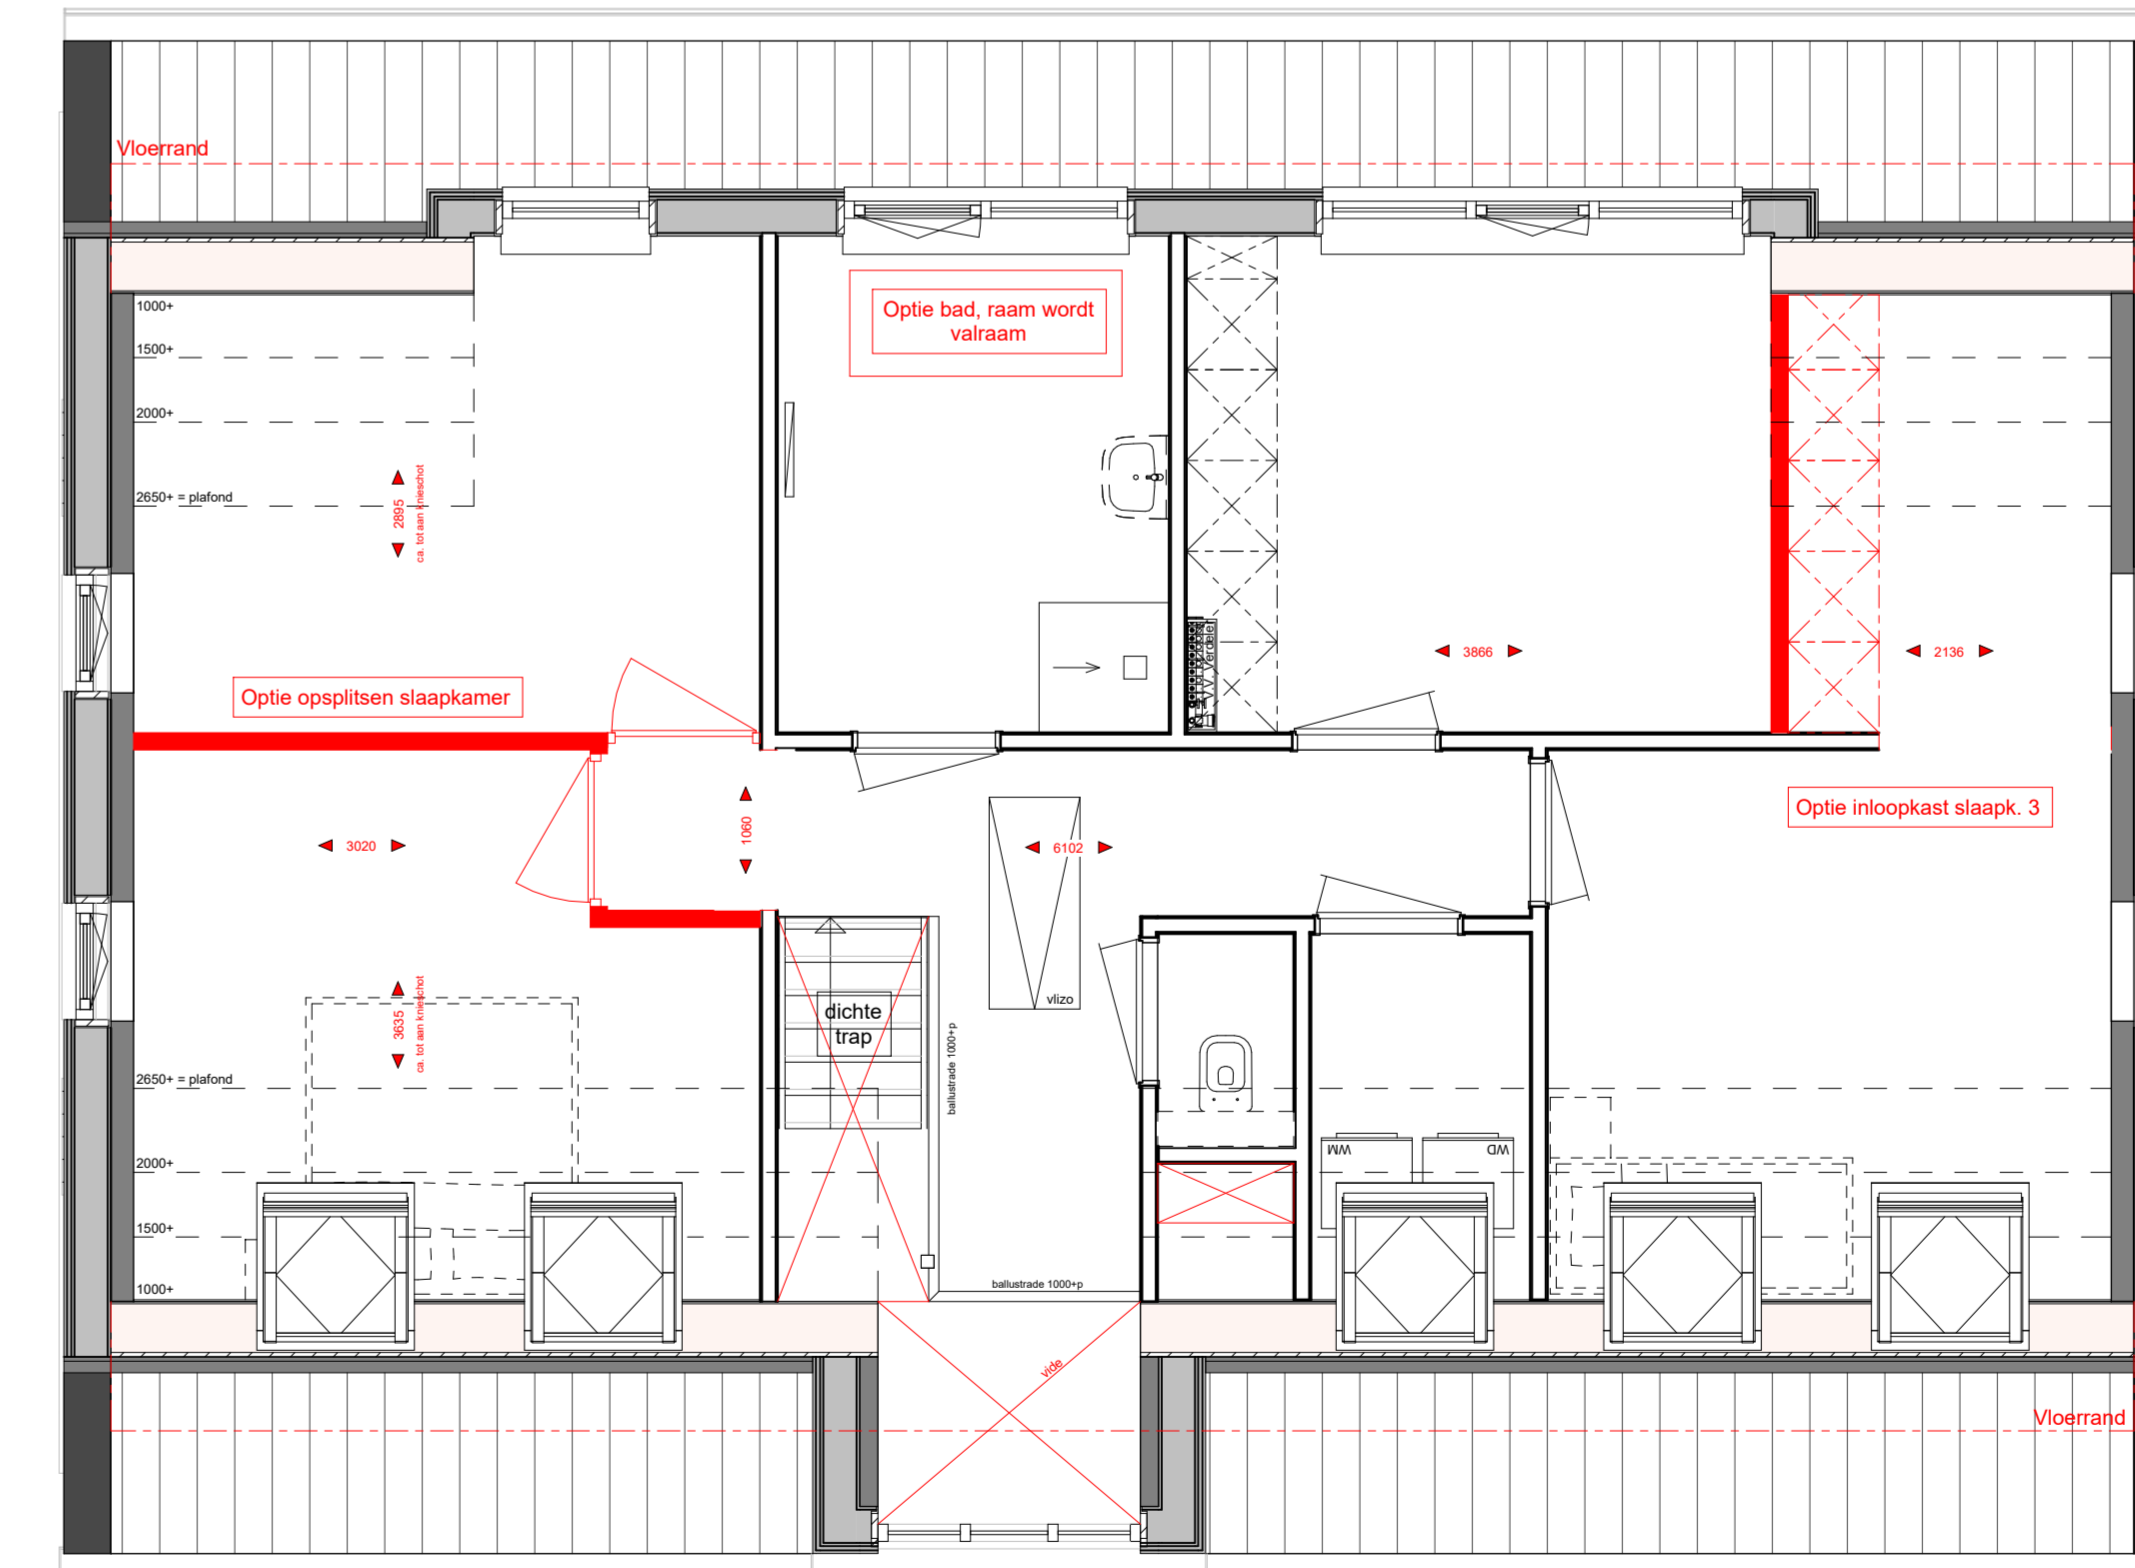 Vloerrand
Optie bad, raam wordt
valraam
1000+
1500+
2000+
2650+ = plafond
2895
ca. tot aan knieschot
V.V. Verdeler
3866
2136
Optie opsplitsen slaapkamer
Optie inloopkast slaapk. 3
3020
1060
6102
vlizo
dichte
trap
ballustrade 1000+p
3635
ca. tot aan knieschot
2650+ = plafond
WM
WD
2000+
1500+
1000+
ballustrade 1000+p
vide
Vloerrand